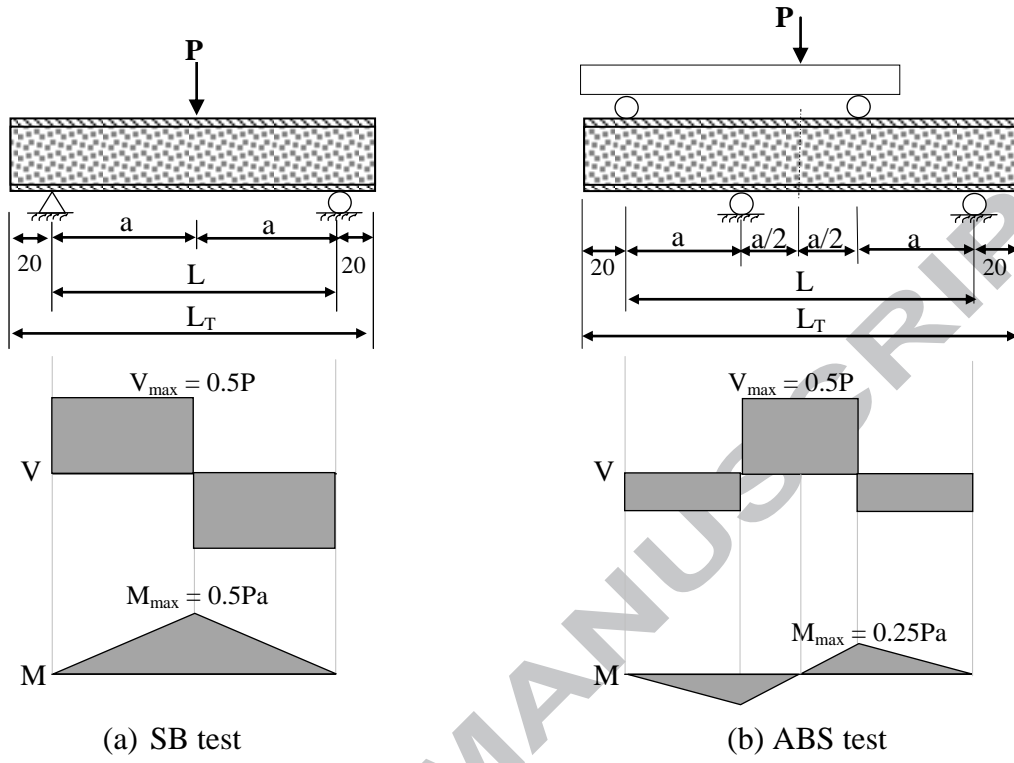 P
a
a
20
20
L
L_T
V_max = 0.5P
V
M_max = 0.5Pa
M
(a) SB test
P
a
a/2
a/2
a
20
20
L
L_T
V_max = 0.5P
V
M_max = 0.25Pa
M
(b) ABS test
MANUSCRIP